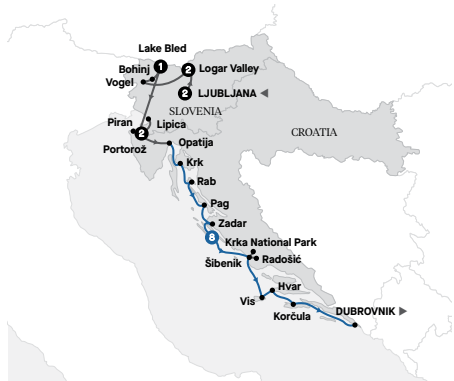 Lake Bled
1
Bohinj
Vogel
2
Logar Valley
2
LJUBLJANA
SLOVENIA
Piran
Lipica
2
Portorož
Opatija
CROATIA
Krk
Rab
Pag
Zadar
8
Krka National Park
Šibenik
Radošić
Hvar
Vis
Korčula
DUBROVNIK